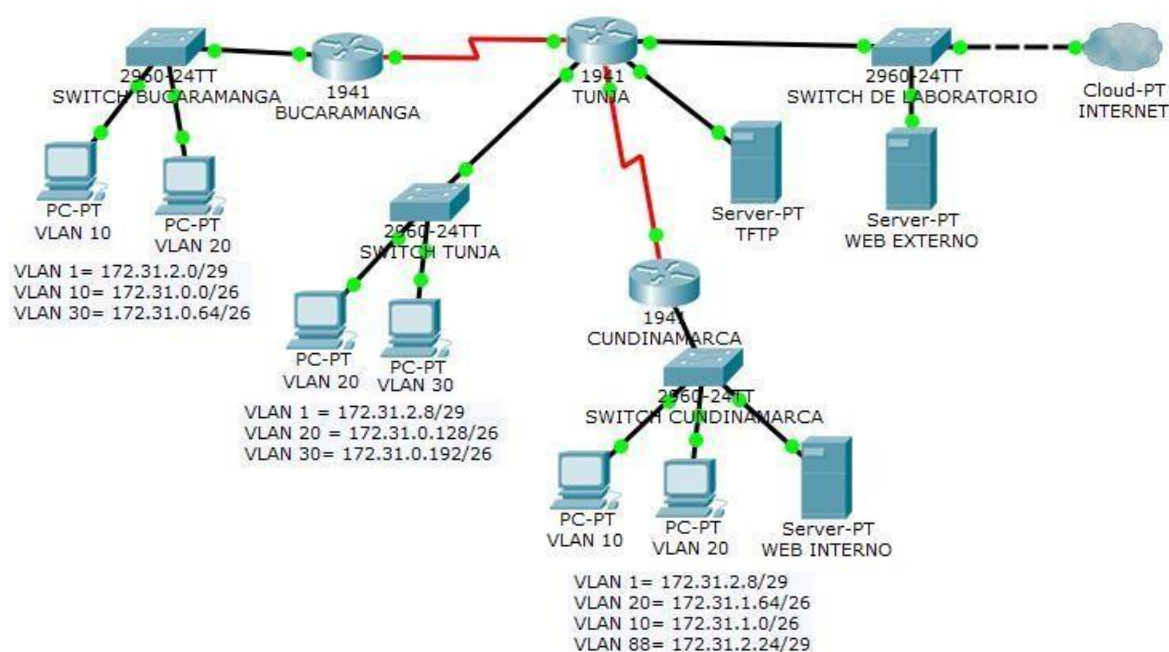 2960-24TT
SWITCH BUCARAMANGA
1941
BUCARAMANGA
1941
TUNJA
2960-24TT
SWITCH DE LABORATORIO
Cloud-PT
INTERNET
PC-PT
VLAN 10
PC-PT
VLAN 20
VLAN 1= 172.31.2.0/29
VLAN 10= 172.31.0.0/26
VLAN 30= 172.31.0.64/26
2960-24TT
SWITCH TUNJA
Server-PT
TFTP
Server-PT
WEB EXTERNO
PC-PT
VLAN 20
PC-PT
VLAN 30
VLAN 1 = 172.31.2.8/29
VLAN 20 = 172.31.0.128/26
VLAN 30= 172.31.0.192/26
1941
CUNDINAMARCA
2960-24TT
SWITCH CUNDINAMARCA
PC-PT
VLAN 10
PC-PT
VLAN 20
Server-PT
WEB INTERNO
VLAN 1= 172.31.2.8/29
VLAN 20= 172.31.1.64/26
VLAN 10= 172.31.1.0/26
VLAN 88= 172.31.2.24/29